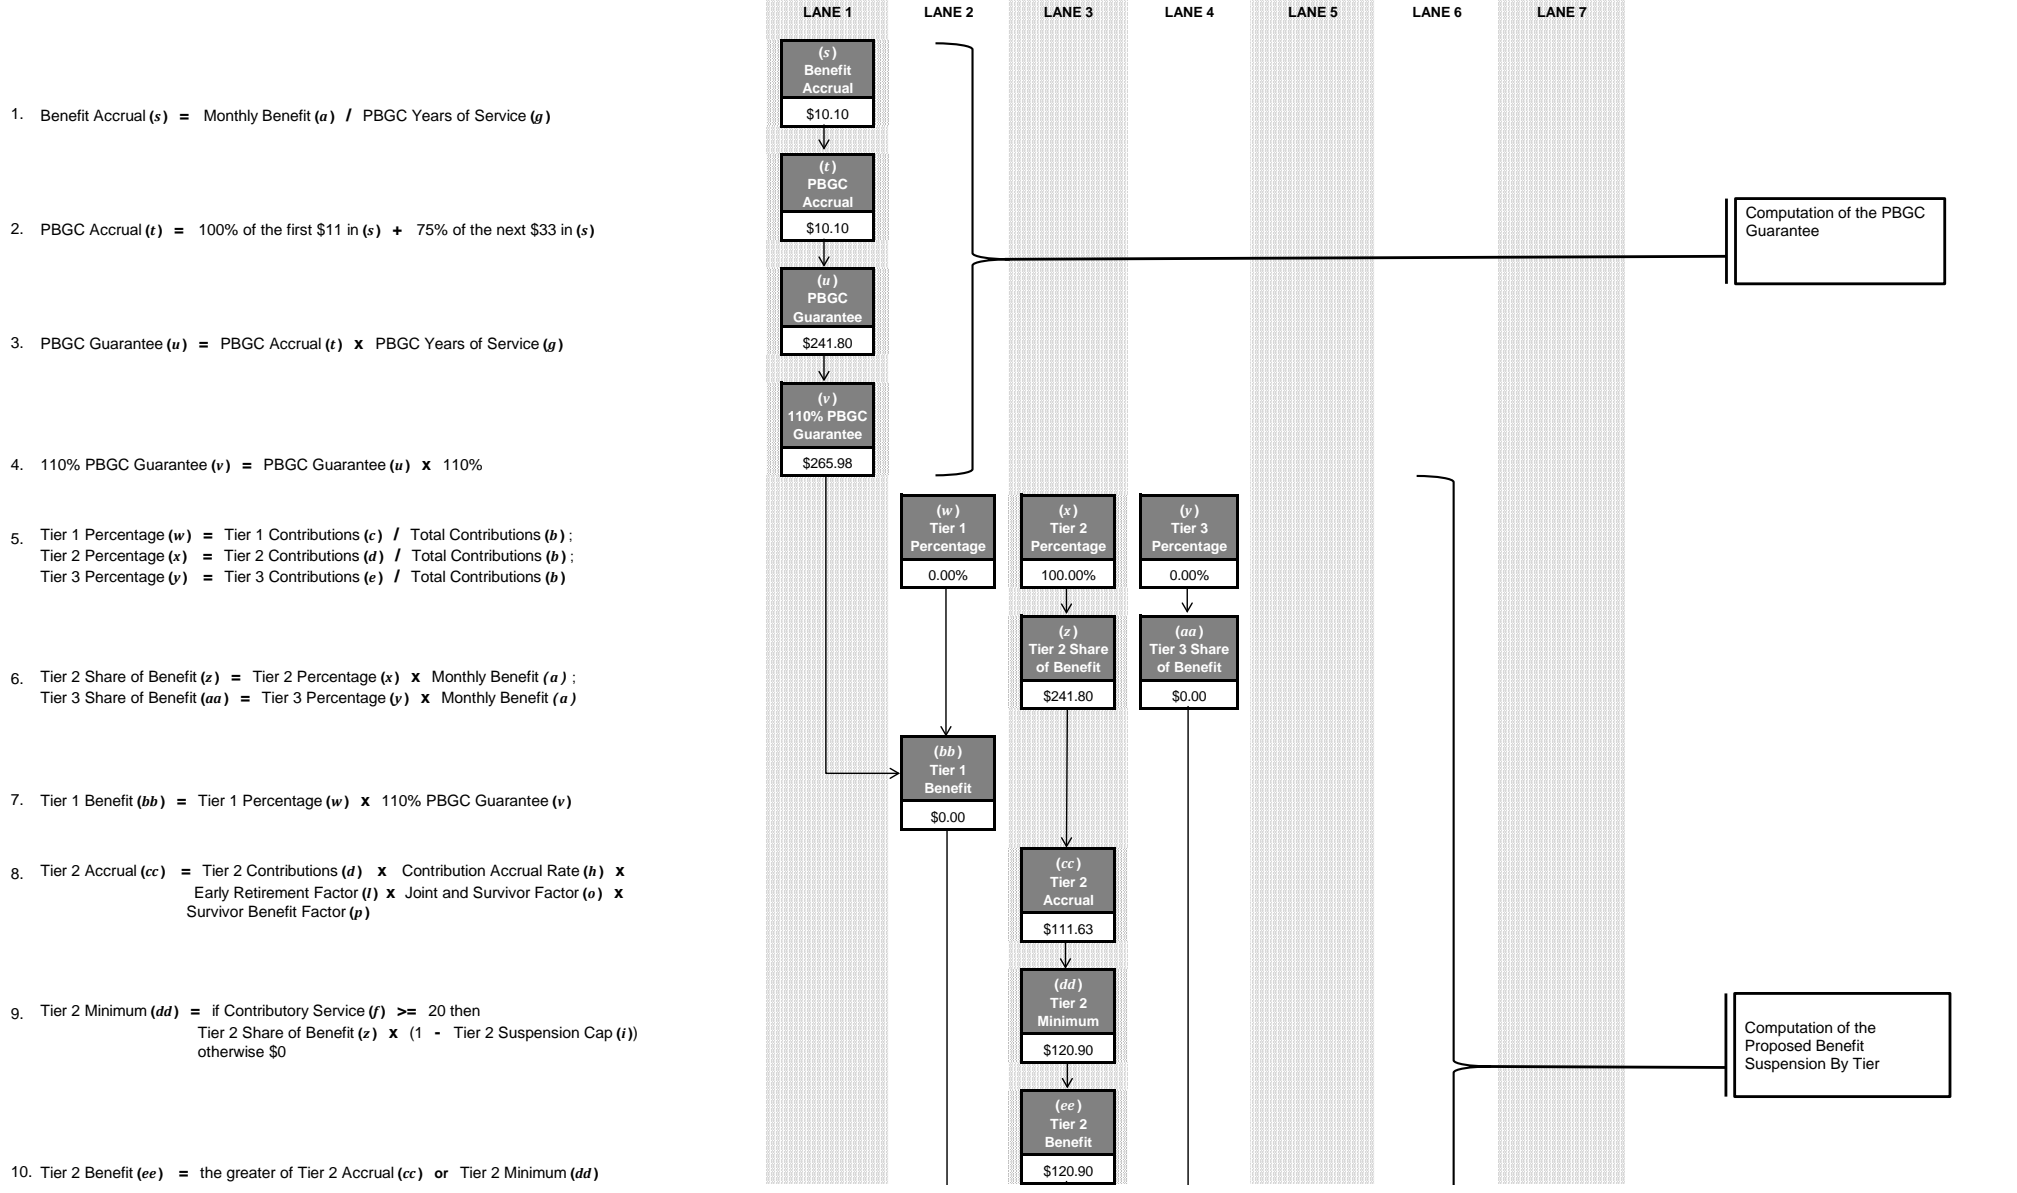 LANE 1 LANE 2 LANE 3 LANE 4 LANE 5 LANE 6 LANE 7
(s)
Benefit
Accrual
$10.10
1. Benefit Accrual (s) = Monthly Benefit (a) / PBGC Years of Service (g)
(t)
PBGC
Accrual
$10.10
2. PBGC Accrual (t) = 100% of the first $11 in (s) + 75% of the next $33 in (s)
Computation of the PBGC
Guarantee
(u)
PBGC
Guarantee
$241.80
3. PBGC Guarantee (u) = PBGC Accrual (t) x PBGC Years of Service (g)
(v)
110% PBGC
Guarantee
$265.98
4. 110% PBGC Guarantee (v) = PBGC Guarantee (u) x 110%
(w)
Tier 1
Percentage
0.00%
(x)
Tier 2
Percentage
100.00%
(y)
Tier 3
Percentage
0.00%
5. Tier 1 Percentage (w) = Tier 1 Contributions (c) / Total Contributions (b) ;
Tier 2 Percentage (x) = Tier 2 Contributions (d) / Total Contributions (b) ;
Tier 3 Percentage (y) = Tier 3 Contributions (e) / Total Contributions (b)
(z)
Tier 2 Share
of Benefit
$241.80
(aa)
Tier 3 Share
of Benefit
$0.00
6. Tier 2 Share of Benefit (z) = Tier 2 Percentage (x) x Monthly Benefit (a) ;
Tier 3 Share of Benefit (aa) = Tier 3 Percentage (y) x Monthly Benefit (a)
(bb)
Tier 1
Benefit
$0.00
7. Tier 1 Benefit (bb) = Tier 1 Percentage (w) x 110% PBGC Guarantee (v)
(cc)
Tier 2
Accrual
$111.63
8. Tier 2 Accrual (cc) = Tier 2 Contributions (d) x Contribution Accrual Rate (h) x
Early Retirement Factor (l) x Joint and Survivor Factor (o) x
Survivor Benefit Factor (p)
(dd)
Tier 2
Minimum
$120.90
9. Tier 2 Minimum (dd) = if Contributory Service (f) >= 20 then
Tier 2 Share of Benefit (z) x (1 - Tier 2 Suspension Cap (i))
otherwise $0
Computation of the
Proposed Benefit
Suspension By Tier
(ee)
Tier 2
Benefit
$120.90
10. Tier 2 Benefit (ee) = the greater of Tier 2 Accrual (cc) or Tier 2 Minimum (dd)